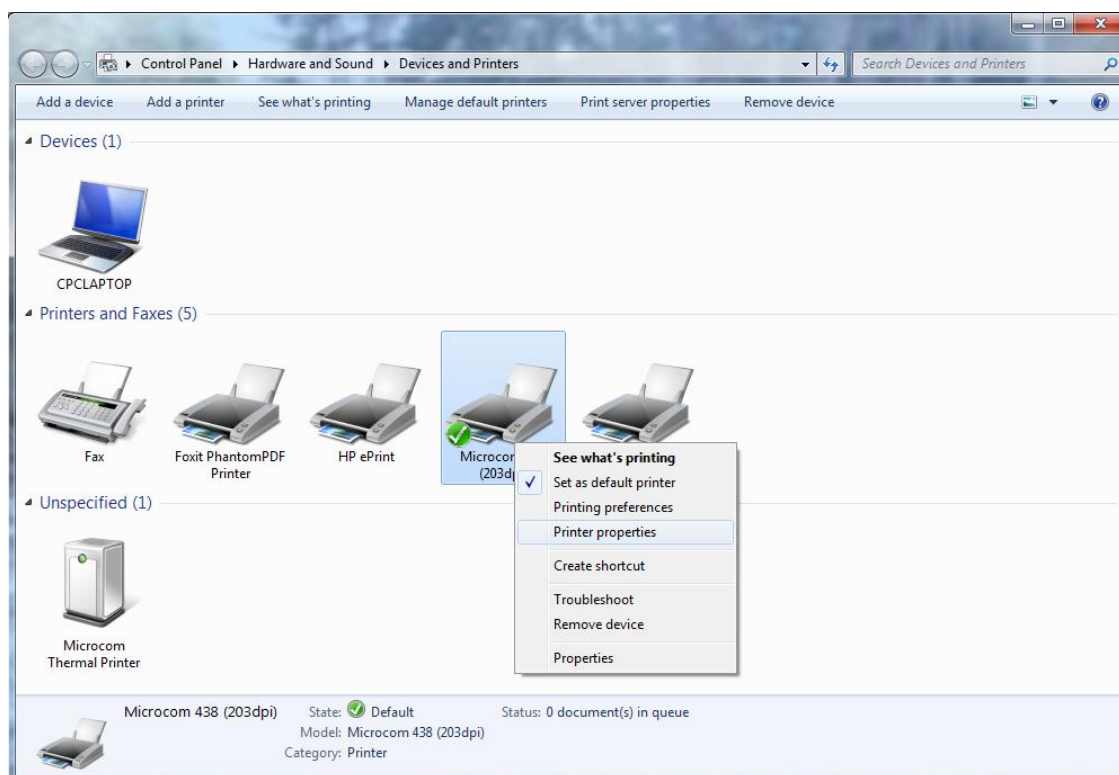 Control Panel Hardware and Sound Devices and Printers Search Devices and Printers
Add a device Add a printer See what's printing Manage default printers Print server properties Remove device
Devices (1)
CPCLAPTOP
Printers and Faxes (5)
Fax
Foxit PhantomPDF
Printer
HP ePrint
(203d
See what's printing
Set as default printer
Printing preferences
Printer properties
Create shortcut
Troubleshoot
Remove device
Properties
Unspecified (1)
Microcom
Thermal Printer
Microcom 438 (203dpi) State: Default Status: 0 document(s) in queue
Model: Microcom 438 (203dpi)
Category: Printer